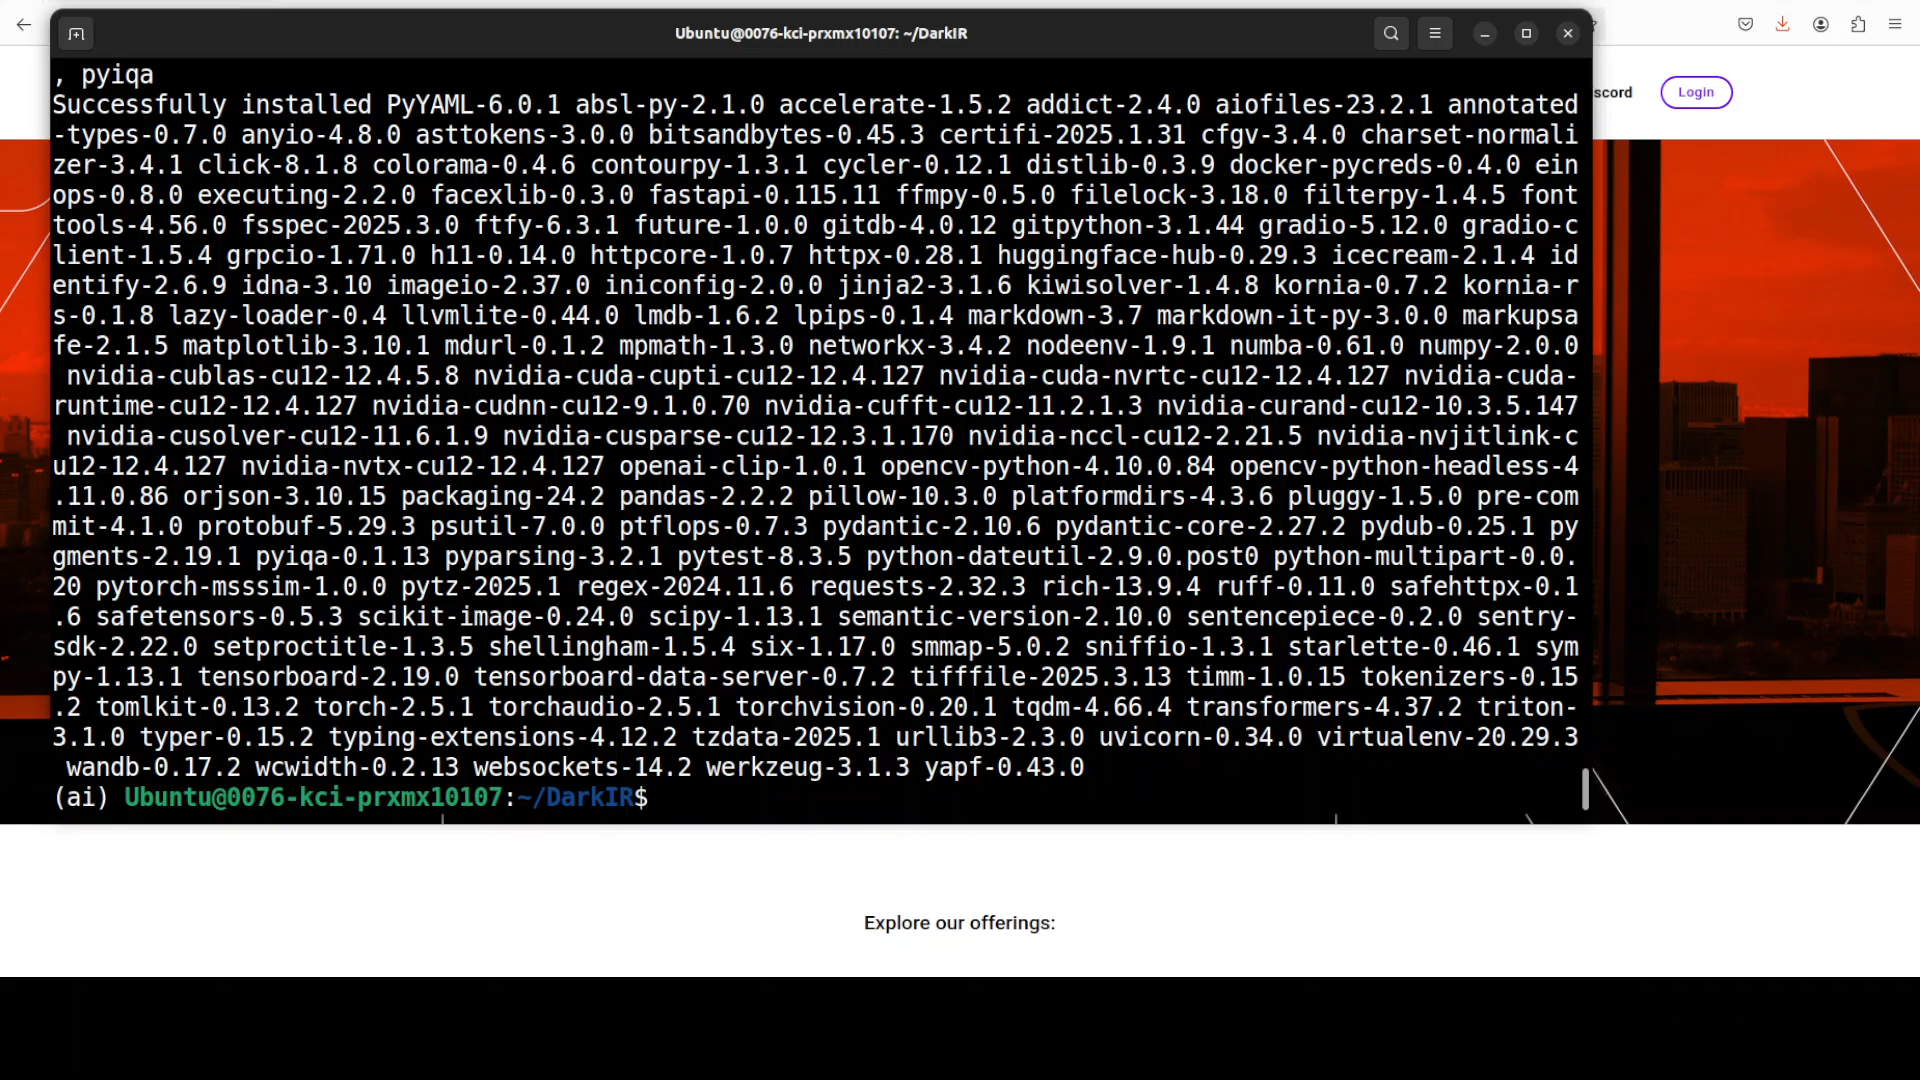 Ubuntu@0076-kci-prxmx10107: ~/DarkIR
scord
Login
, pyiqa
Successfully installed PyYAML-6.0.1 absl-py-2.1.0 accelerate-1.5.2 addict-2.4.0 aiofiles-23.2.1 annotated
-types-0.7.0 anyio-4.8.0 asttokens-3.0.0 bitsandbytes-0.45.3 certifi-2025.1.31 cfgv-3.4.0 charset-normali
zer-3.4.1 click-8.1.8 colorama-0.4.6 contourpy-1.3.1 cycler-0.12.1 distlib-0.3.9 docker-pycreds-0.4.0 ein
ops-0.8.0 executing-2.2.0 facexlib-0.3.0 fastapi-0.115.11 ffmpy-0.5.0 filelock-3.18.0 filterpy-1.4.5 font
tools-4.56.0 fsspec-2025.3.0 ftfy-6.3.1 future-1.0.0 gitdb-4.0.12 gitpython-3.1.44 gradio-5.12.0 gradio-c
lient-1.5.4 grpcio-1.71.0 h11-0.14.0 httpcore-1.0.7 httpx-0.28.1 huggingface-hub-0.29.3 icecream-2.1.4 id
entify-2.6.9 idna-3.10 imageio-2.37.0 iniconfig-2.0.0 jinja2-3.1.6 kiwisolver-1.4.8 kornia-0.7.2 kornia-r
s-0.1.8 lazy-loader-0.4 llvmlite-0.44.0 lmdb-1.6.2 lpips-0.1.4 markdown-3.7 markdown-it-py-3.0.0 markupsa
fe-2.1.5 matplotlib-3.10.1 mdurl-0.1.2 mpmath-1.3.0 networkx-3.4.2 nodeenv-1.9.1 numba-0.61.0 numpy-2.0.0
nvidia-cublas-cu12-12.4.5.8 nvidia-cuda-cupti-cu12-12.4.127 nvidia-cuda-nvrtc-cu12-12.4.127 nvidia-cuda-
runtime-cu12-12.4.127 nvidia-cudnn-cu12-9.1.0.70 nvidia-cufft-cu12-11.2.1.3 nvidia-curand-cu12-10.3.5.147
nvidia-cusolver-cu12-11.6.1.9 nvidia-cusparse-cu12-12.3.1.170 nvidia-nccl-cu12-2.21.5 nvidia-nvjitlink-c
u12-12.4.127 nvidia-nvtx-cu12-12.4.127 openai-clip-1.0.1 opencv-python-4.10.0.84 opencv-python-headless-4
.11.0.86 orjson-3.10.15 packaging-24.2 pandas-2.2.2 pillow-10.3.0 platformdirs-4.3.6 pluggy-1.5.0 pre-com
mit-4.1.0 protobuf-5.29.3 psutil-7.0.0 ptflops-0.7.3 pydantic-2.10.6 pydantic-core-2.27.2 pydub-0.25.1 py
gments-2.19.1 pyiqa-0.1.13 pyparsing-3.2.1 pytest-8.3.5 python-dateutil-2.9.0.post0 python-multipart-0.0.
20 pytorch-msssim-1.0.0 pytz-2025.1 regex-2024.11.6 requests-2.32.3 rich-13.9.4 ruff-0.11.0 safehttpx-0.1
.6 safetensors-0.5.3 scikit-image-0.24.0 scipy-1.13.1 semantic-version-2.10.0 sentencepiece-0.2.0 sentry-
sdk-2.22.0 setproctitle-1.3.5 shellingham-1.5.4 six-1.17.0 smmap-5.0.2 sniffio-1.3.1 starlette-0.46.1 sym
py-1.13.1 tensorboard-2.19.0 tensorboard-data-server-0.7.2 tifffile-2025.3.13 timm-1.0.15 tokenizers-0.15
.2 tomlkit-0.13.2 torch-2.5.1 torchaudio-2.5.1 torchvision-0.20.1 tqdm-4.66.4 transformers-4.37.2 triton-
3.1.0 typer-0.15.2 typing-extensions-4.12.2 tzdata-2025.1 urllib3-2.3.0 uvicorn-0.34.0 virtualenv-20.29.3
wandb-0.17.2 wcwidth-0.2.13 websockets-14.2 werkzeug-3.1.3 yapf-0.43.0
(ai) Ubuntu@0076-kci-prxmx10107:~/DarkIR$
Explore our offerings: